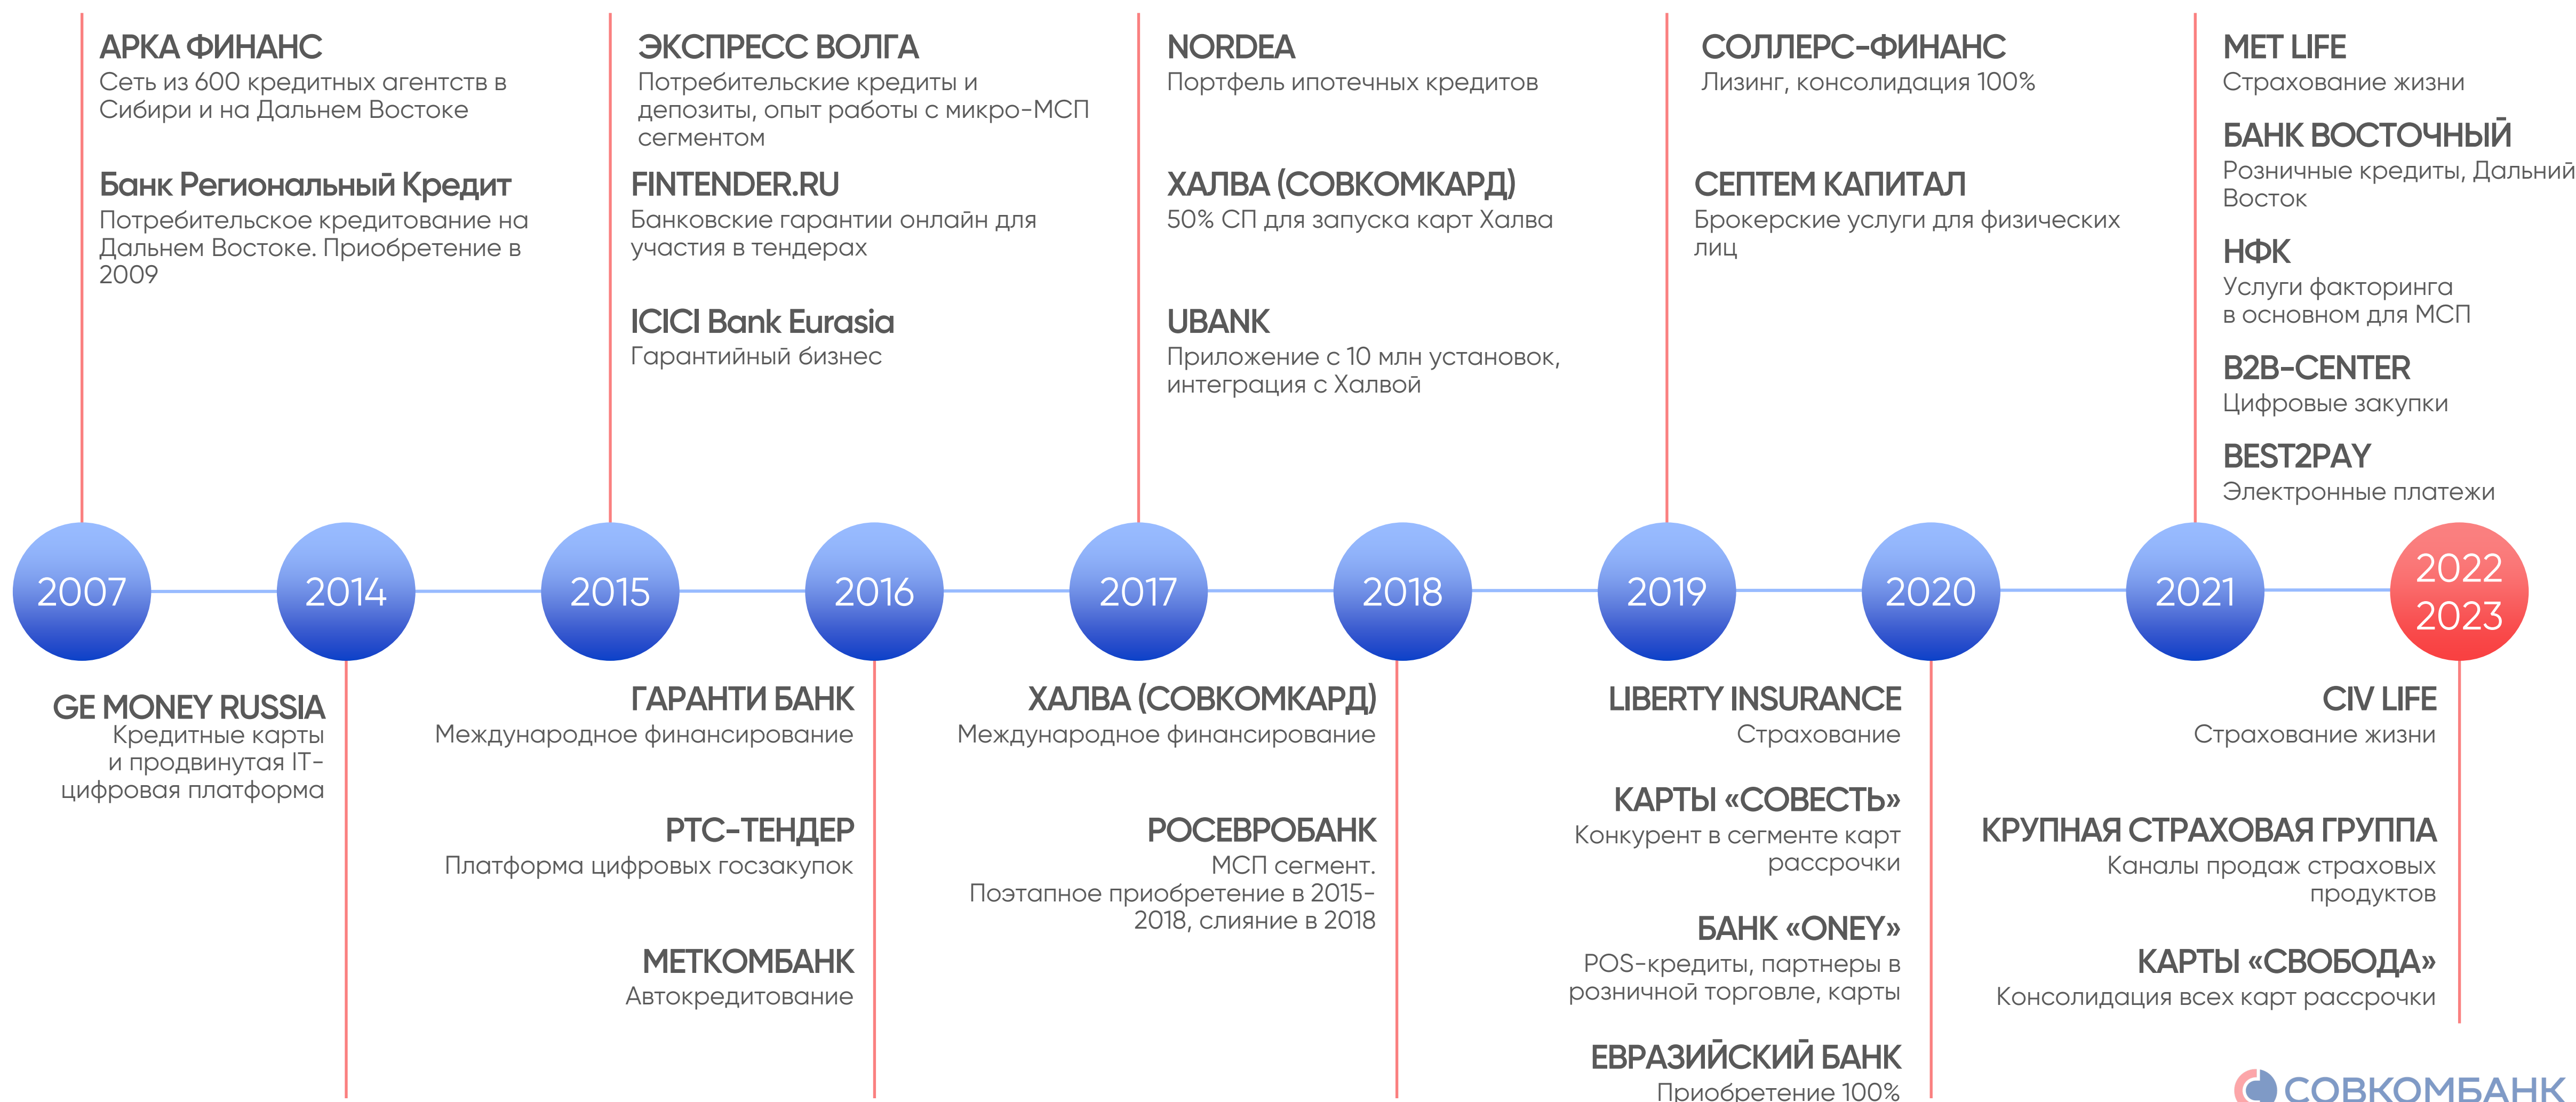 АРКА ФИНАНС
Сеть из 600 кредитных агентств в
Сибири и на Дальнем Востоке
Банк Региональный Кредит
Потребительское кредитование на
Дальнем Востоке. Приобретение в
2009
ЭКСПРЕСС ВОЛГА
Потребительские кредиты и
депозиты, опыт работы с микро-МСП
сегментом
FINTENDER.RU
Банковские гарантии онлайн для
участия в тендерах
ICICI Bank Eurasia
Гарантийный бизнес
NORDEA
Портфель ипотечных кредитов
ХАЛВА (СОВКОМКАРД)
50% СП для запуска карт Халва
UBANK
Приложение с 10 млн установок,
интеграция с Халвой
СОЛЛЕРС-ФИНАНС
Лизинг, консолидация 100%
СЕПТЕМ КАПИТАЛ
Брокерские услуги для физических
лиц
MET LIFE
Страхование жизни
БАНК ВОСТОЧНЫЙ
Розничные кредиты, Дальний
Восток
НФК
Услуги факторинга
в основном для МСП
B2B-CENTER
Цифровые закупки
BEST2PAY
Электронные платежи
2007
2014
2015
2016
2017
2018
2019
2020
2021
2022
2023
GE MONEY RUSSIA
Кредитные карты
и продвинутая IT-
цифровая платформа
ГАРАНТИ БАНК
Международное финансирование
РТС-ТЕНДЕР
Платформа цифровых госзакупок
МЕТКОМБАНК
Автокредитование
ХАЛВА (СОВКОМКАРД)
Международное финансирование
РОСЕВРОБАНК
МСП сегмент.
Поэтапное приобретение в 2015-
2018, слияние в 2018
LIBERTY INSURANCE
Страхование
КАРТЫ «СОВЕСТЬ»
Конкурент в сегменте карт
рассрочки
БАНК «ONEY»
POS-кредиты, партнеры в
розничной торговле, карты
ЕВРАЗИЙСКИЙ БАНК
Приобретение 100%
CIV LIFE
Страхование жизни
КРУПНАЯ СТРАХОВАЯ ГРУППА
Каналы продаж страховых
продуктов
КАРТЫ «СВОБОДА»
Консолидация всех карт рассрочки
СОВКОМБАНК